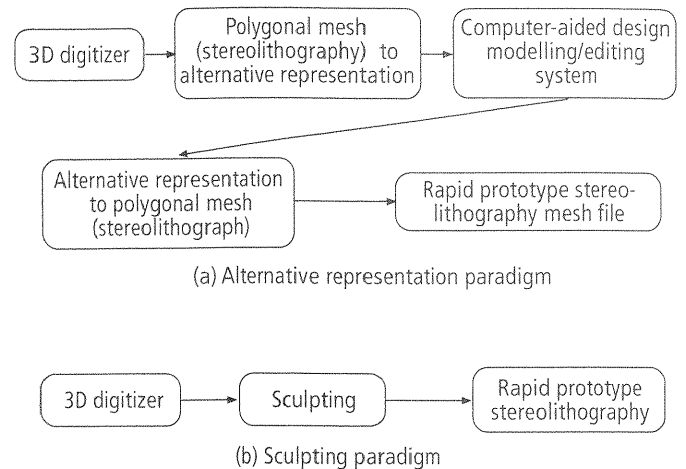 3D digitizer
Polygonal mesh
(stereolithography) to
alternative representation
Computer-aided design
modelling/editing
system
Alternative representation
to polygonal mesh
(stereolithograph)
Rapid prototype stereo-
lithography mesh file
(a) Alternative representation paradigm
3D digitizer
Sculpting
Rapid prototype
stereolithography
(b) Sculpting paradigm